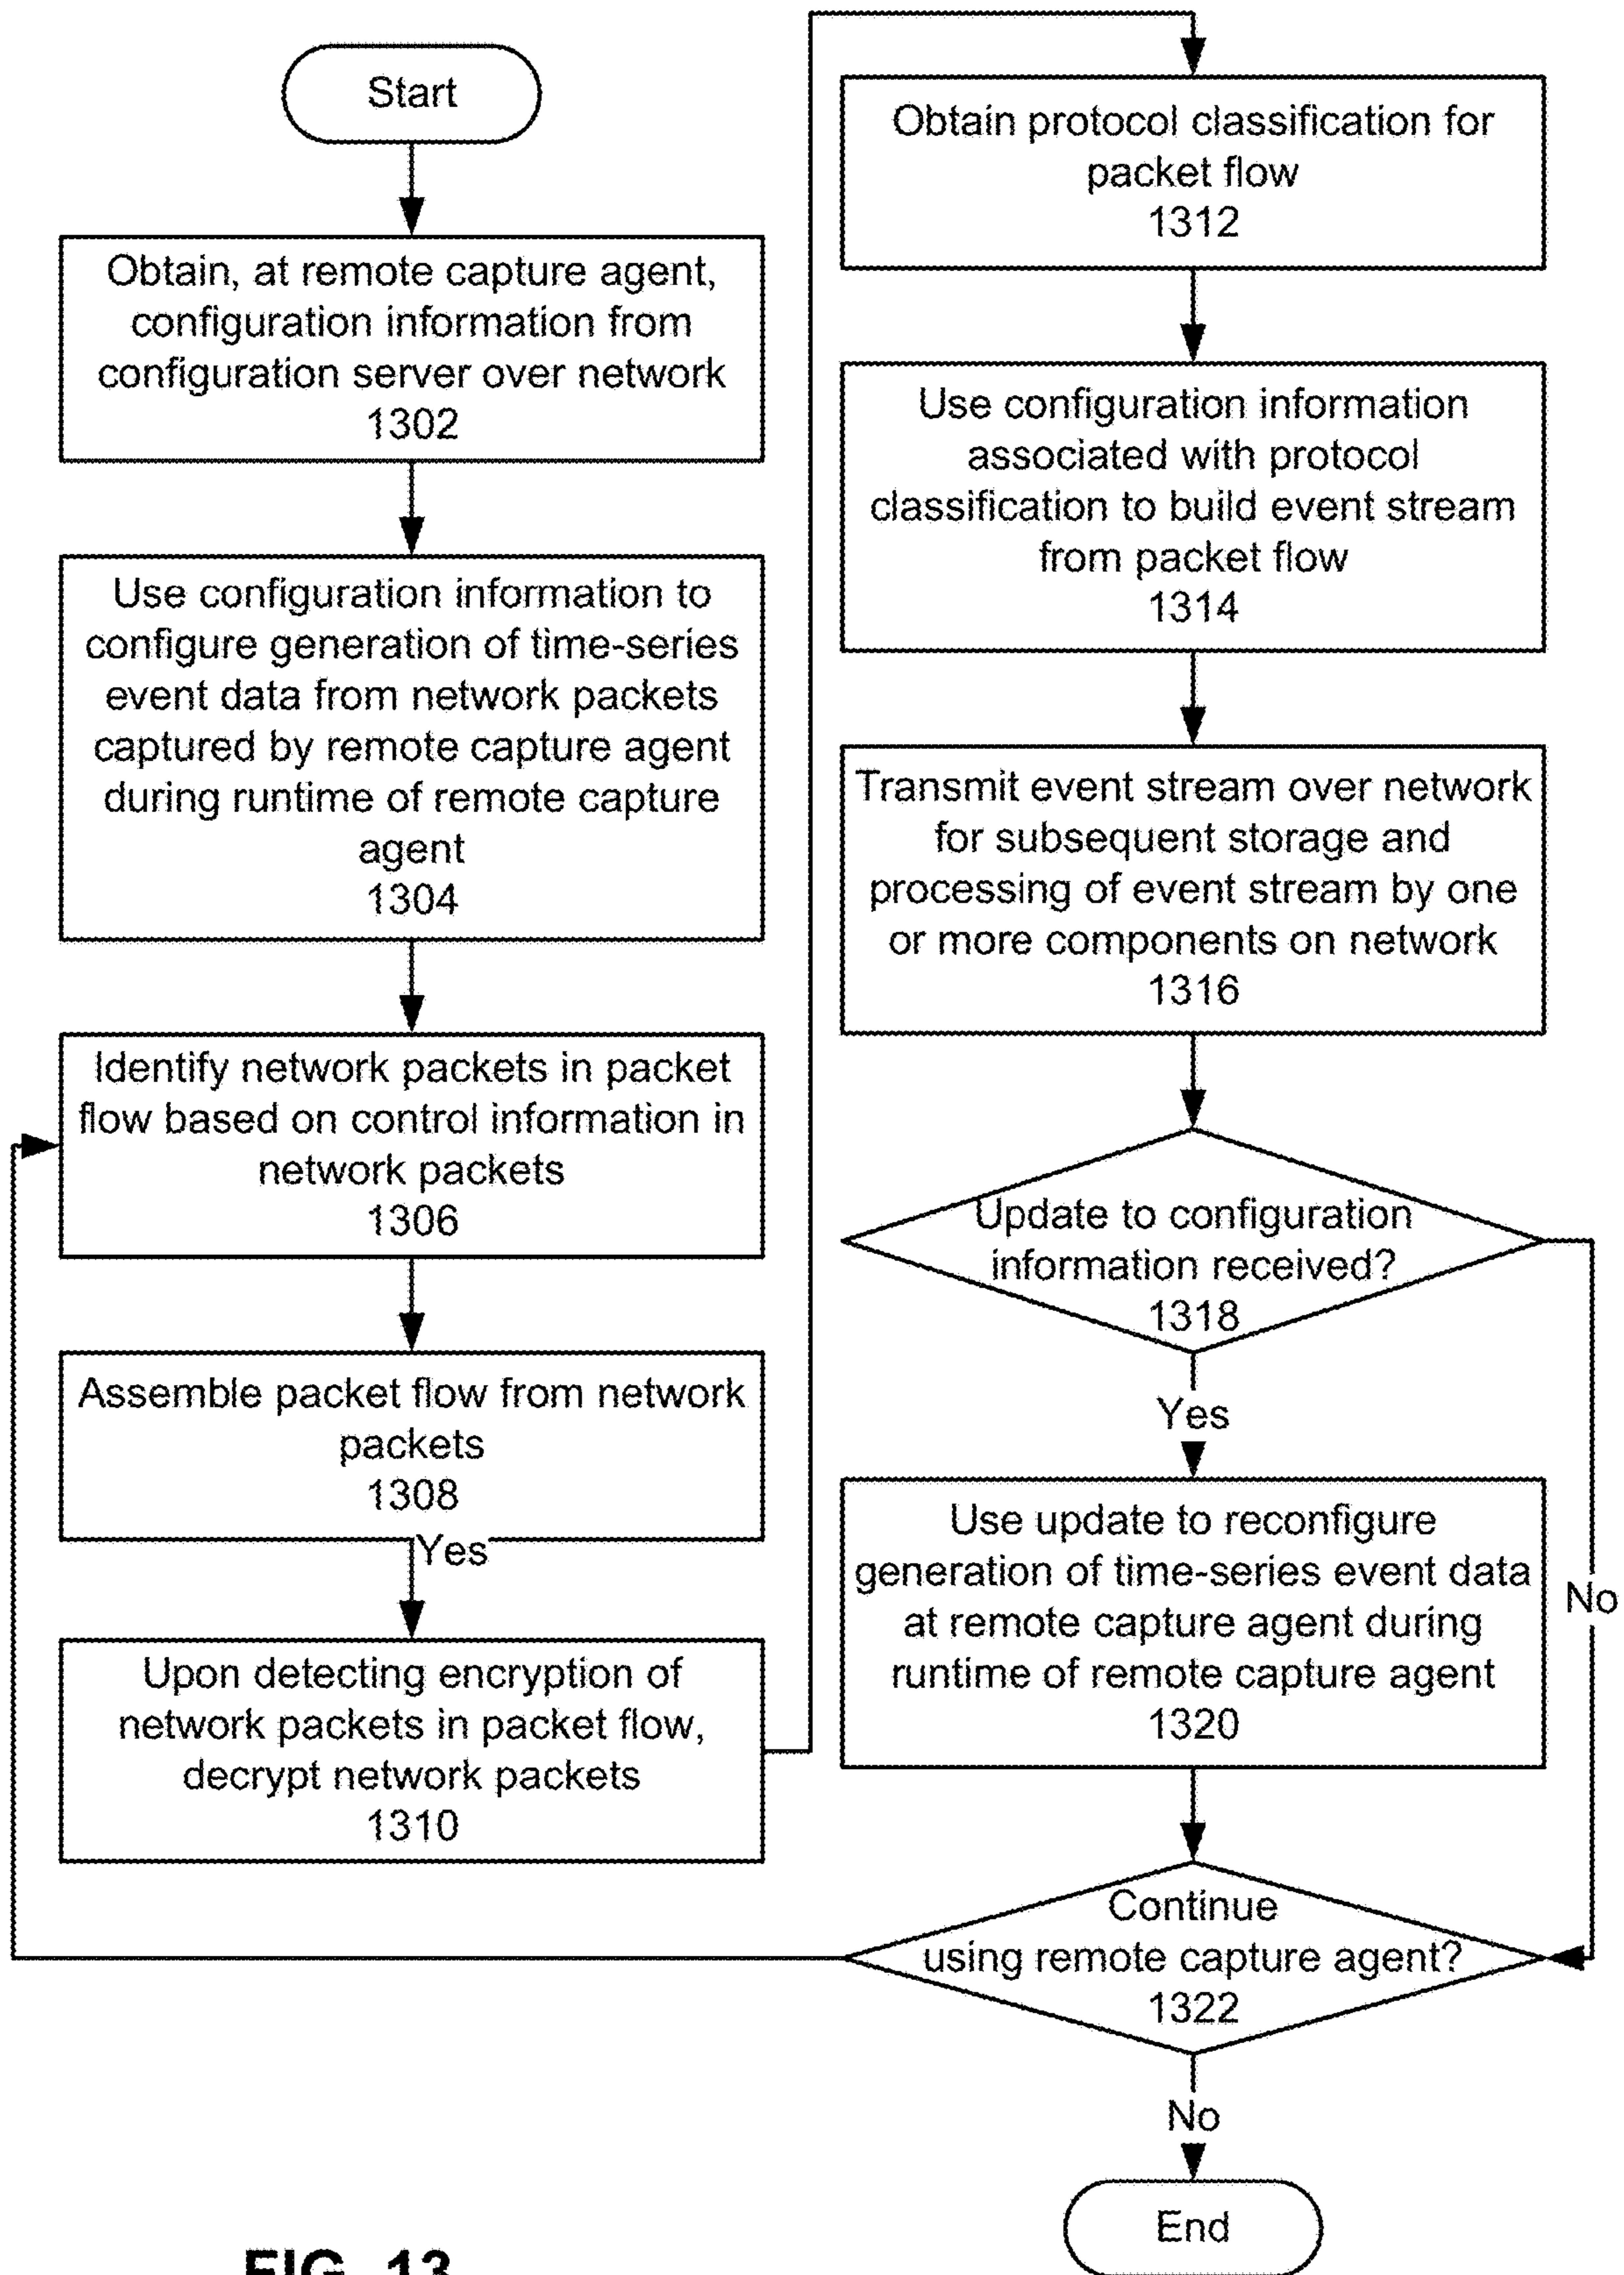 Start
Obtain, at remote capture agent,
configuration information from
configuration server over network
1302
Use configuration information to
configure generation of time-series
event data from network packets
captured by remote capture agent
during runtime of remote capture
agent
1304
Identify network packets in packet
flow based on control information in
network packets
1306
Assemble packet flow from network
packets
1308
Yes
Upon detecting encryption of
network packets in packet flow,
decrypt network packets
1310
Obtain protocol classification for
packet flow
1312
Use configuration information
associated with protocol
classification to build event stream
from packet flow
1314
Transmit event stream over network
for subsequent storage and
processing of event stream by one
or more components on network
1316
Update to configuration
information received?
1318
Yes
No
Use update to reconfigure
generation of time-series event data
at remote capture agent during
runtime of remote capture agent
1320
Continue
using remote capture agent?
1322
No
End
FIG. 13